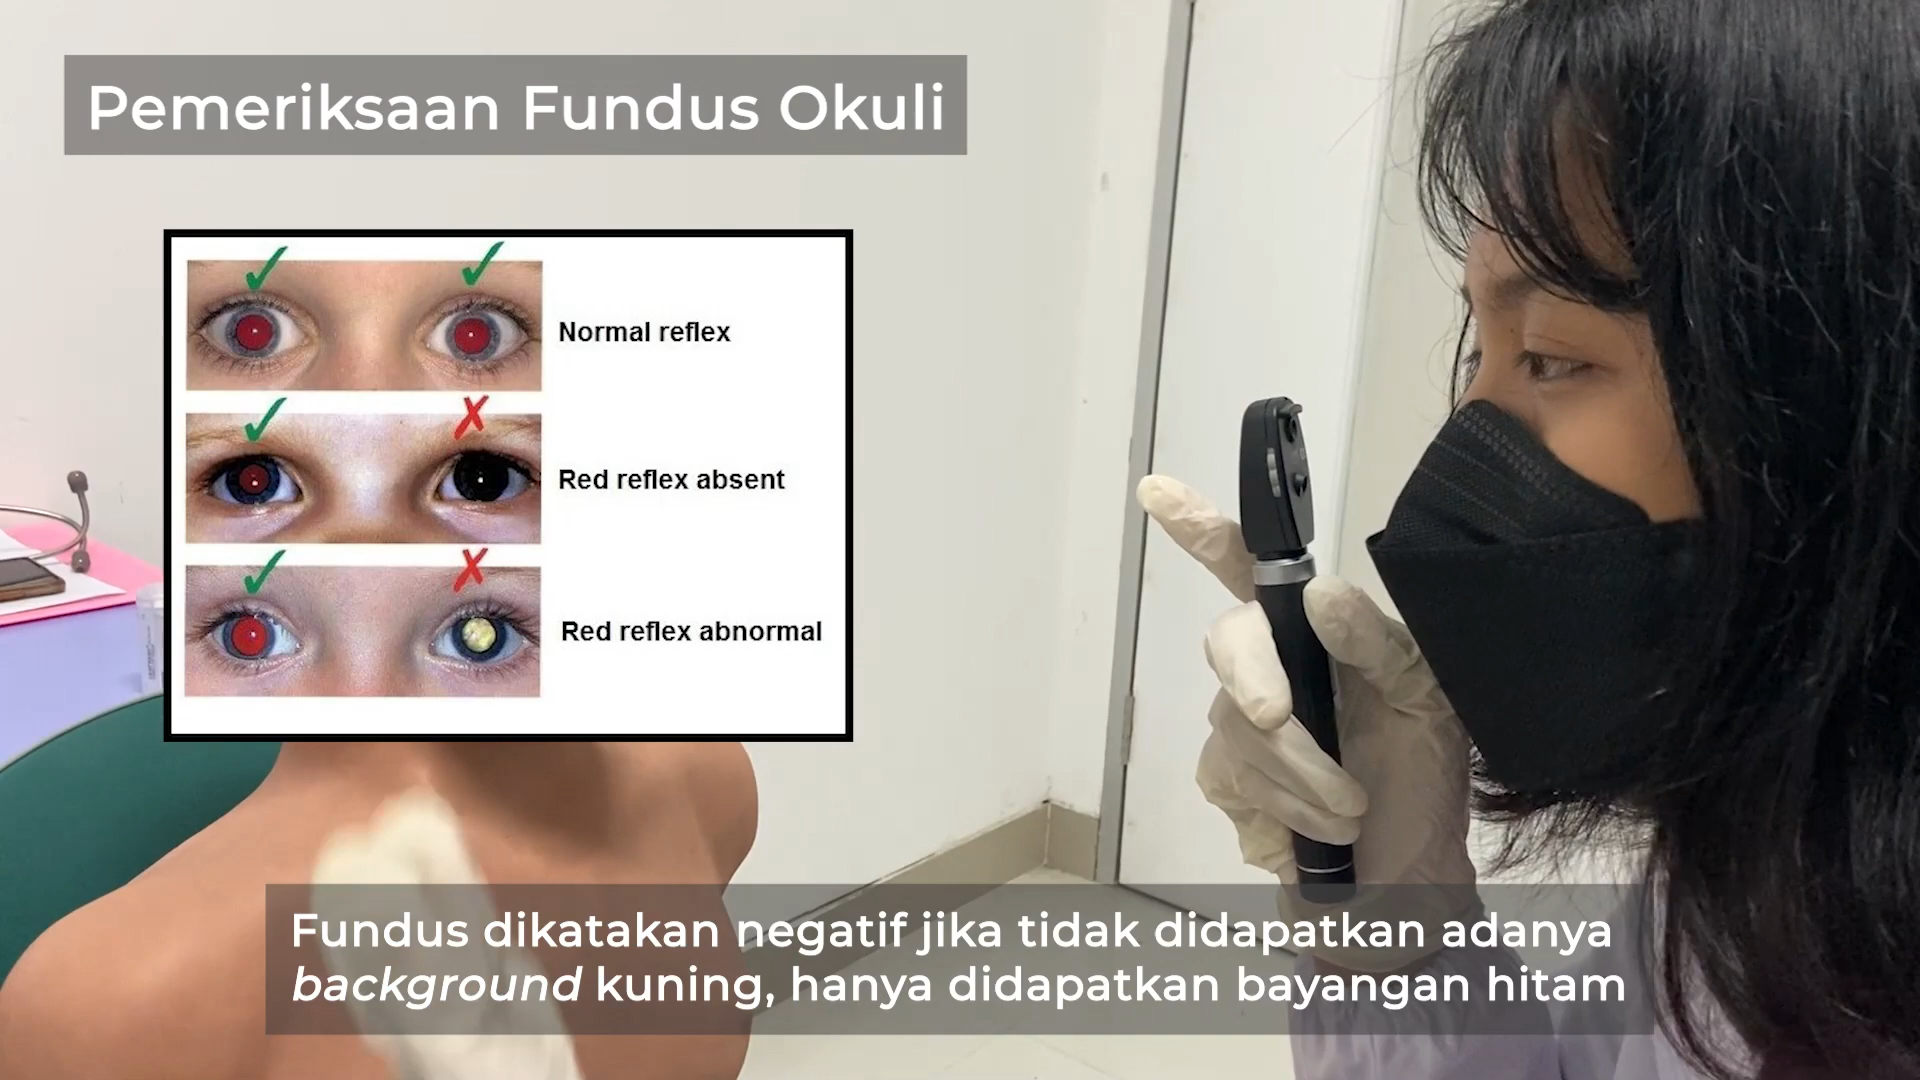 Pemeriksaan Fundus Okuli
Normal reflex
Red reflex absent
Red reflex abnormal
Fundus dikatakan negatif jika tidak didapatkan adanya
background kuning, hanya didapatkan bayangan hitam